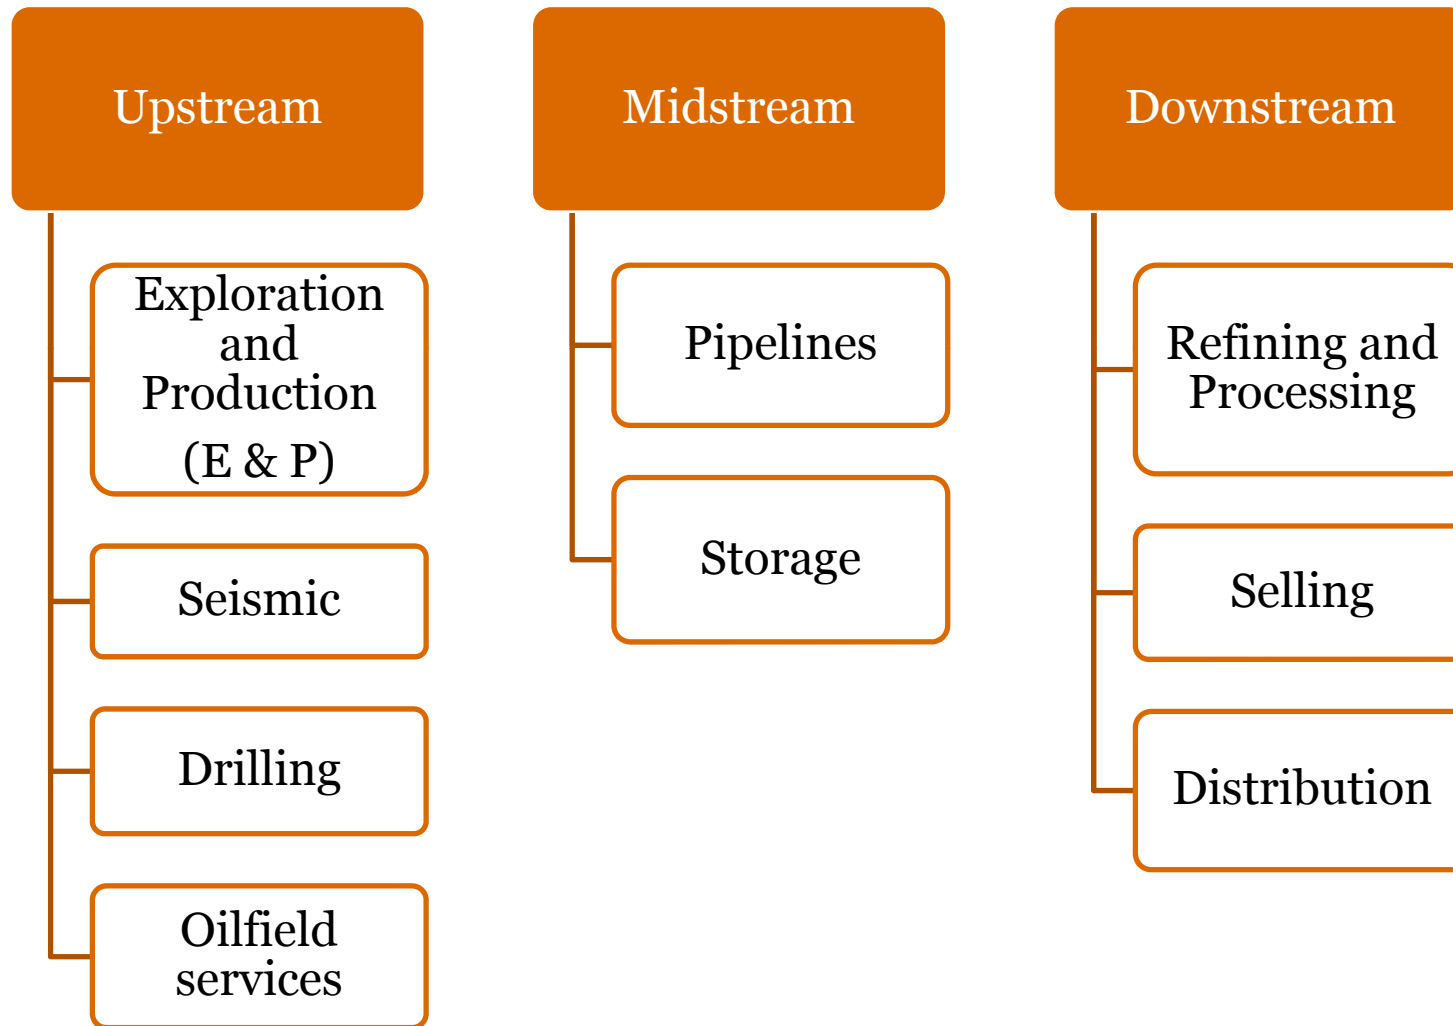 Upstream
Exploration
and
Production
(E & P)
Seismic
Drilling
Oilfield
services
Midstream
Pipelines
Storage
Downstream
Refining and
Processing
Selling
Distribution